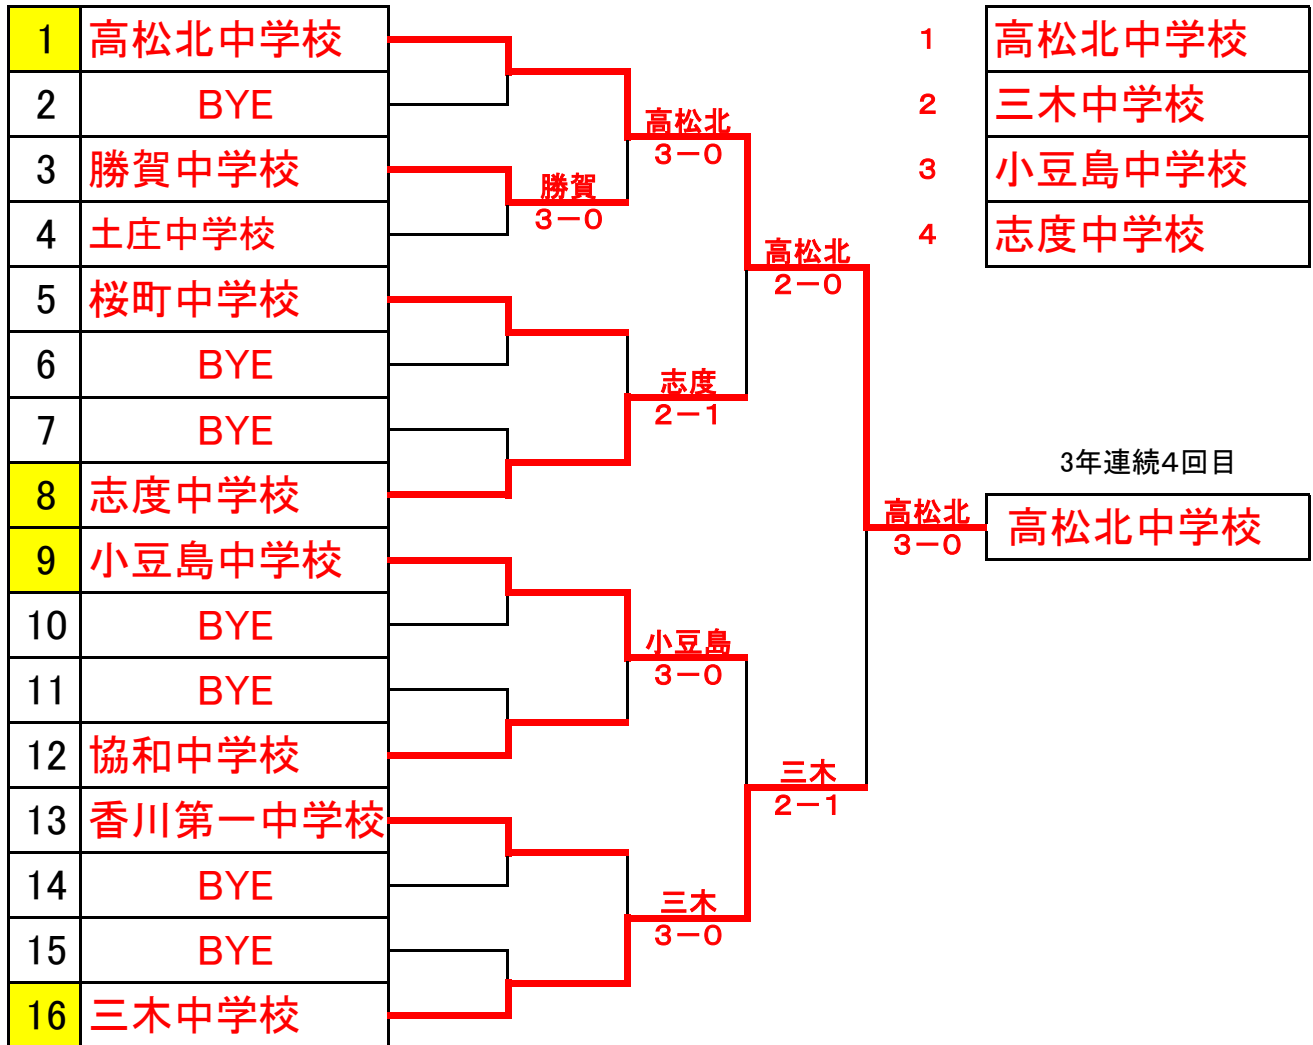 1 高松北中学校
2 BYE
3 勝賀中学校
4 土庄中学校
5 桜町中学校
6 BYE
7 BYE
8 志度中学校
9 小豆島中学校
10 BYE
11 BYE
12 協和中学校
13 香川第一中学校
14 BYE
15 BYE
16 三木中学校
勝賀
3-0
高松北
3-0
志度
2-1
小豆島
3-0
三木
3-0
高松北
2-0
三木
2-1
高松北
3-0
1 高松北中学校
2 三木中学校
3 小豆島中学校
4 志度中学校
3年連続4回目
高松北中学校